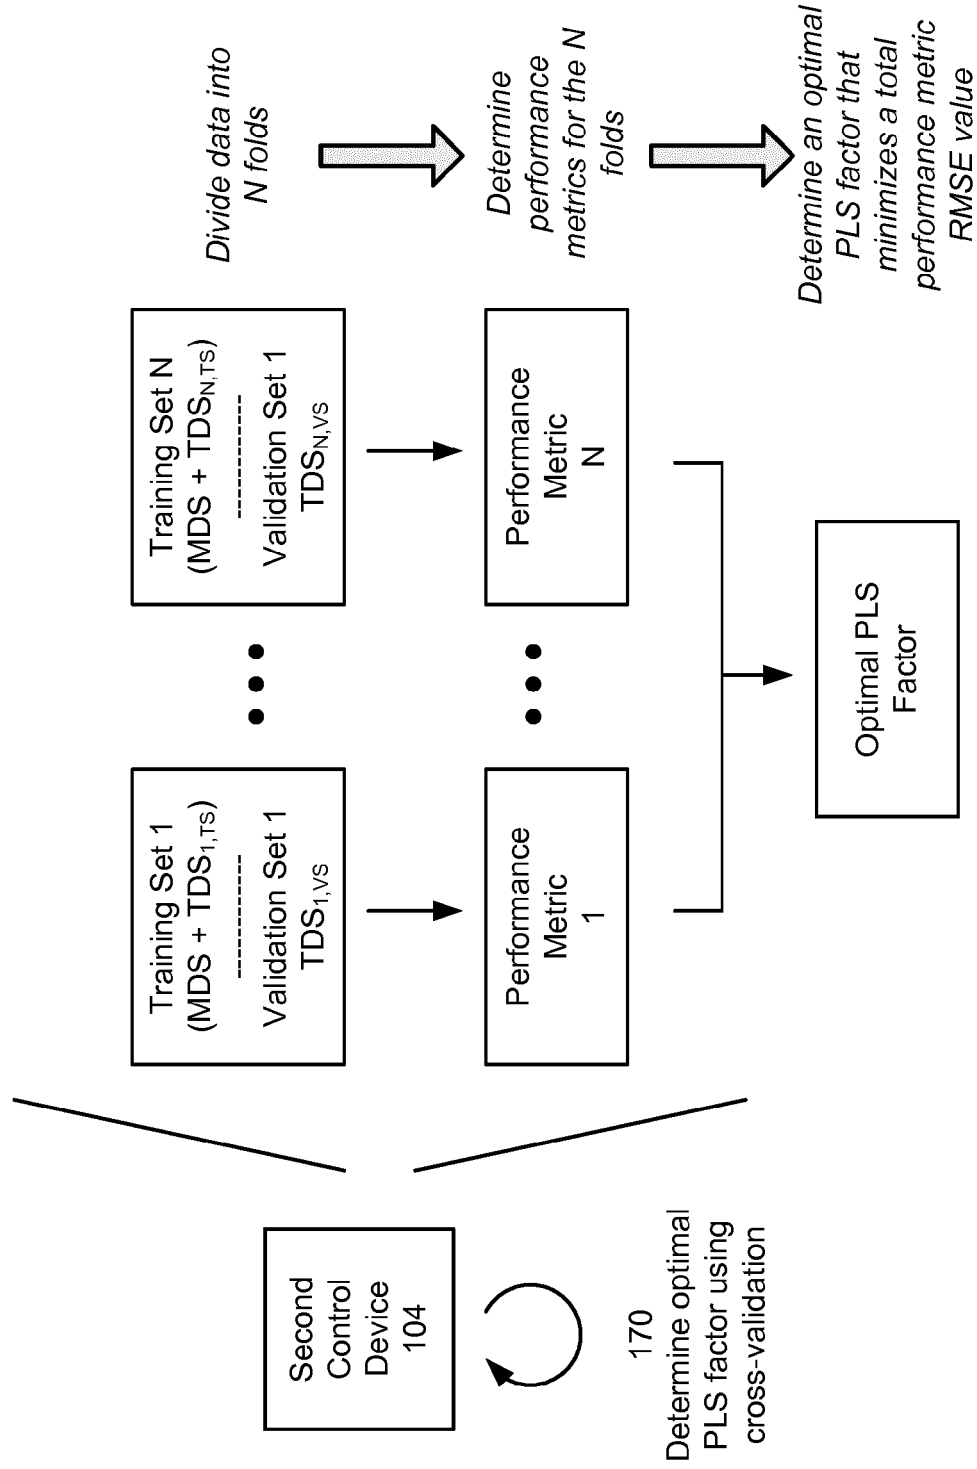 Second
Control
Device
104
170
Determine optimal
PLS factor using
cross-validation
Training Set 1
(MDS + TDS1,TS)
Validation Set 1
TDS1,VS
Training Set N
(MDS + TDSN,TS)
Validation Set 1
TDSN,VS
Divide data into
N folds
Performance
Metric
1
Performance
Metric
N
Determine
performance
metrics for the N
folds
Optimal PLS
Factor
Determine an optimal
PLS factor that
minimizes a total
performance metric
RMSE value